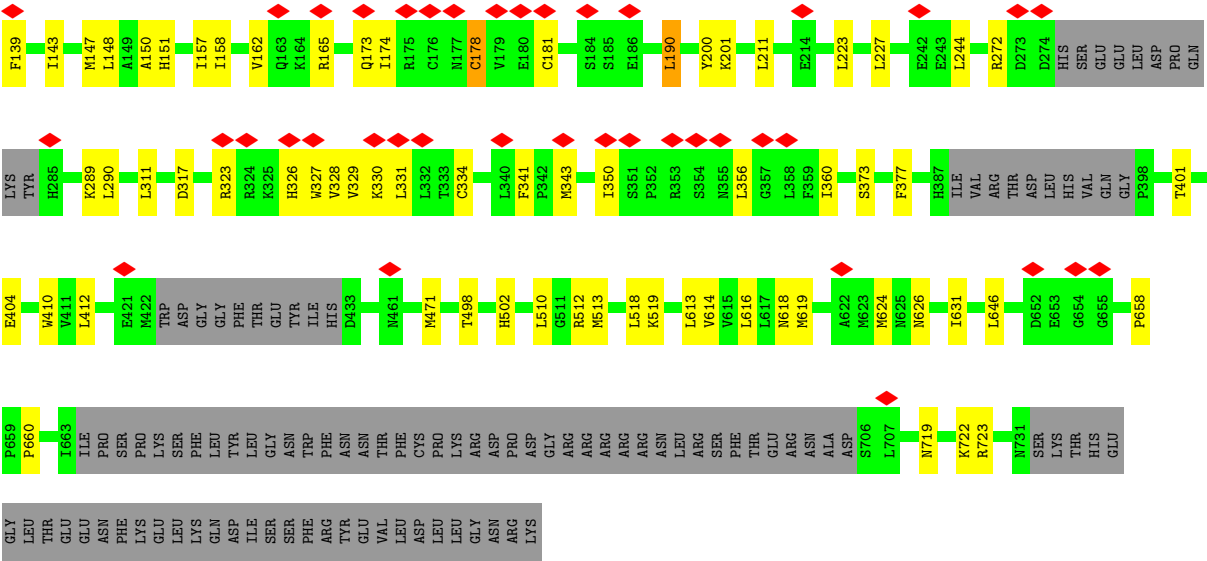 F139 I143 M147 L148 A149 A150 H151 I157 I158 V162 Q163 K164 R165 Q173 I174 R175 C176 N177 C178 V179 E180 C181 S184 S185 E186 L190 Y200 K201 L211 E214 L223 L227 E242 E243 L244 R272 D273 D274 HIS SER GLU GLU LEU ASP PRO GLN
LYS TYR H285 K289 L290 L311 D317 R323 R324 K325 H326 W327 V328 V329 K330 L331 L332 T333 C334 L340 F341 P342 M343 I350 S351 P352 R353 S354 N355 L356 G357 L358 F359 I360 S373 F377 H387 ILE VAL ARG THR ASP LEU HIS VAL GLN GLY P398 T401
E404 W410 V411 L412 E421 M422 TRP ASP GLY GLY PHE THR GLU TYR ILE HIS D433 N461 M471 T498 H502 L510 G511 R512 M513 L518 K519 L613 V614 V615 L616 L617 N618 M619 A622 M623 M624 N625 N626 I631 L646 D652 E653 G654 G655 P658
P659 P660 I663 ILE PRO SER PRO LYS SER PHE LEU TYR LEU GLY ASN TRP PHE ASN ASN THR PHE CYS PRO LYS ARG ASP PRO ASP GLY ARG ARG ARG ARG ARG ASN LEU ARG SER PHE THR GLU ARG ASN ALA ASP S706 L707 N719 K722 R723 N731 SER LYS THR HIS GLU
GLY LEU THR GLU GLU ASN PHE LYS GLU LEU LYS GLN ASP ILE SER SER PHE ARG TYR GLU VAL LEU ASP LEU LEU GLY ASN ARG LYS